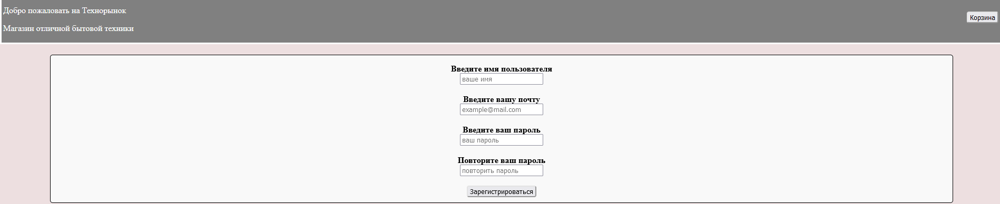 Добро пожаловать на Технорынок
Магазин отличной бытовой техники
Корзина
Введите имя пользователя
ваше имя
Введите вашу почту
example@mail.com
Введите ваш пароль
ваш пароль
Повторите ваш пароль
повторить пароль
Зарегистрироваться